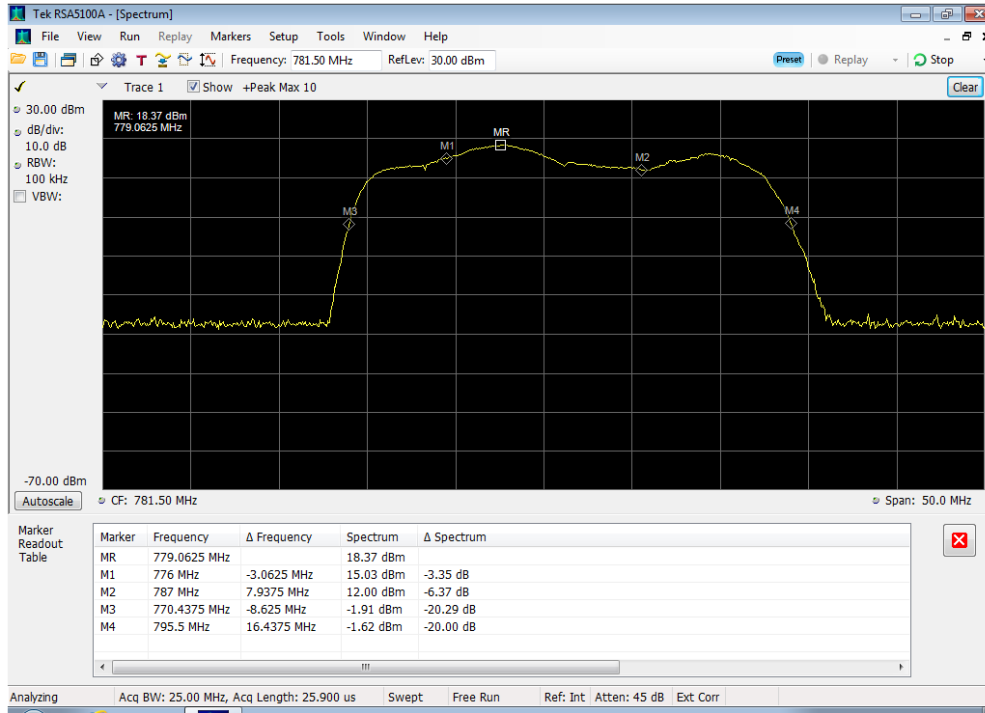 Tek RSA5100A - [Spectrum]
File View Run Replay Markers Setup Tools Window Help
T Frequency: 781.50 MHz RefLev: 30.00 dBm Preset Replay Stop
Trace 1 Show +Peak Max 10 Clear
30.00 dBm
dB/div:
10.0 dB
RBW:
100 kHz
VBW:
-70.00 dBm
MR: 18.37 dBm
779.0625 MHz
MR
M1
M2
M3
M4
Autoscale CF: 781.50 MHz Span: 50.0 MHz
Marker
Readout
Table
Marker Frequency Δ Frequency Spectrum Δ Spectrum
MR 779.0625 MHz 18.37 dBm
M1 776 MHz -3.0625 MHz 15.03 dBm -3.35 dB
M2 787 MHz 7.9375 MHz 12.00 dBm -6.37 dB
M3 770.4375 MHz -8.625 MHz -1.91 dBm -20.29 dB
M4 795.5 MHz 16.4375 MHz -1.62 dBm -20.00 dB
Analyzing Acq BW: 25.00 MHz, Acq Length: 25.900 us Swept Free Run Ref: Int Atten: 45 dB Ext Corr